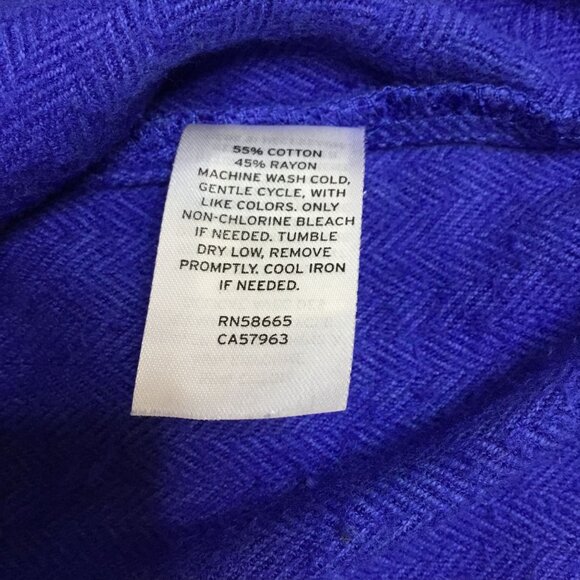 55% COTTON
45% RAYON
MACHINE WASH COLD,
GENTLE CYCLE, WITH
LIKE COLORS. ONLY
NON-CHLORINE BLEACH
IF NEEDED. TUMBLE
DRY LOW, REMOVE
PROMPTLY. COOL IRON
IF NEEDED.
RN58665
CA57963